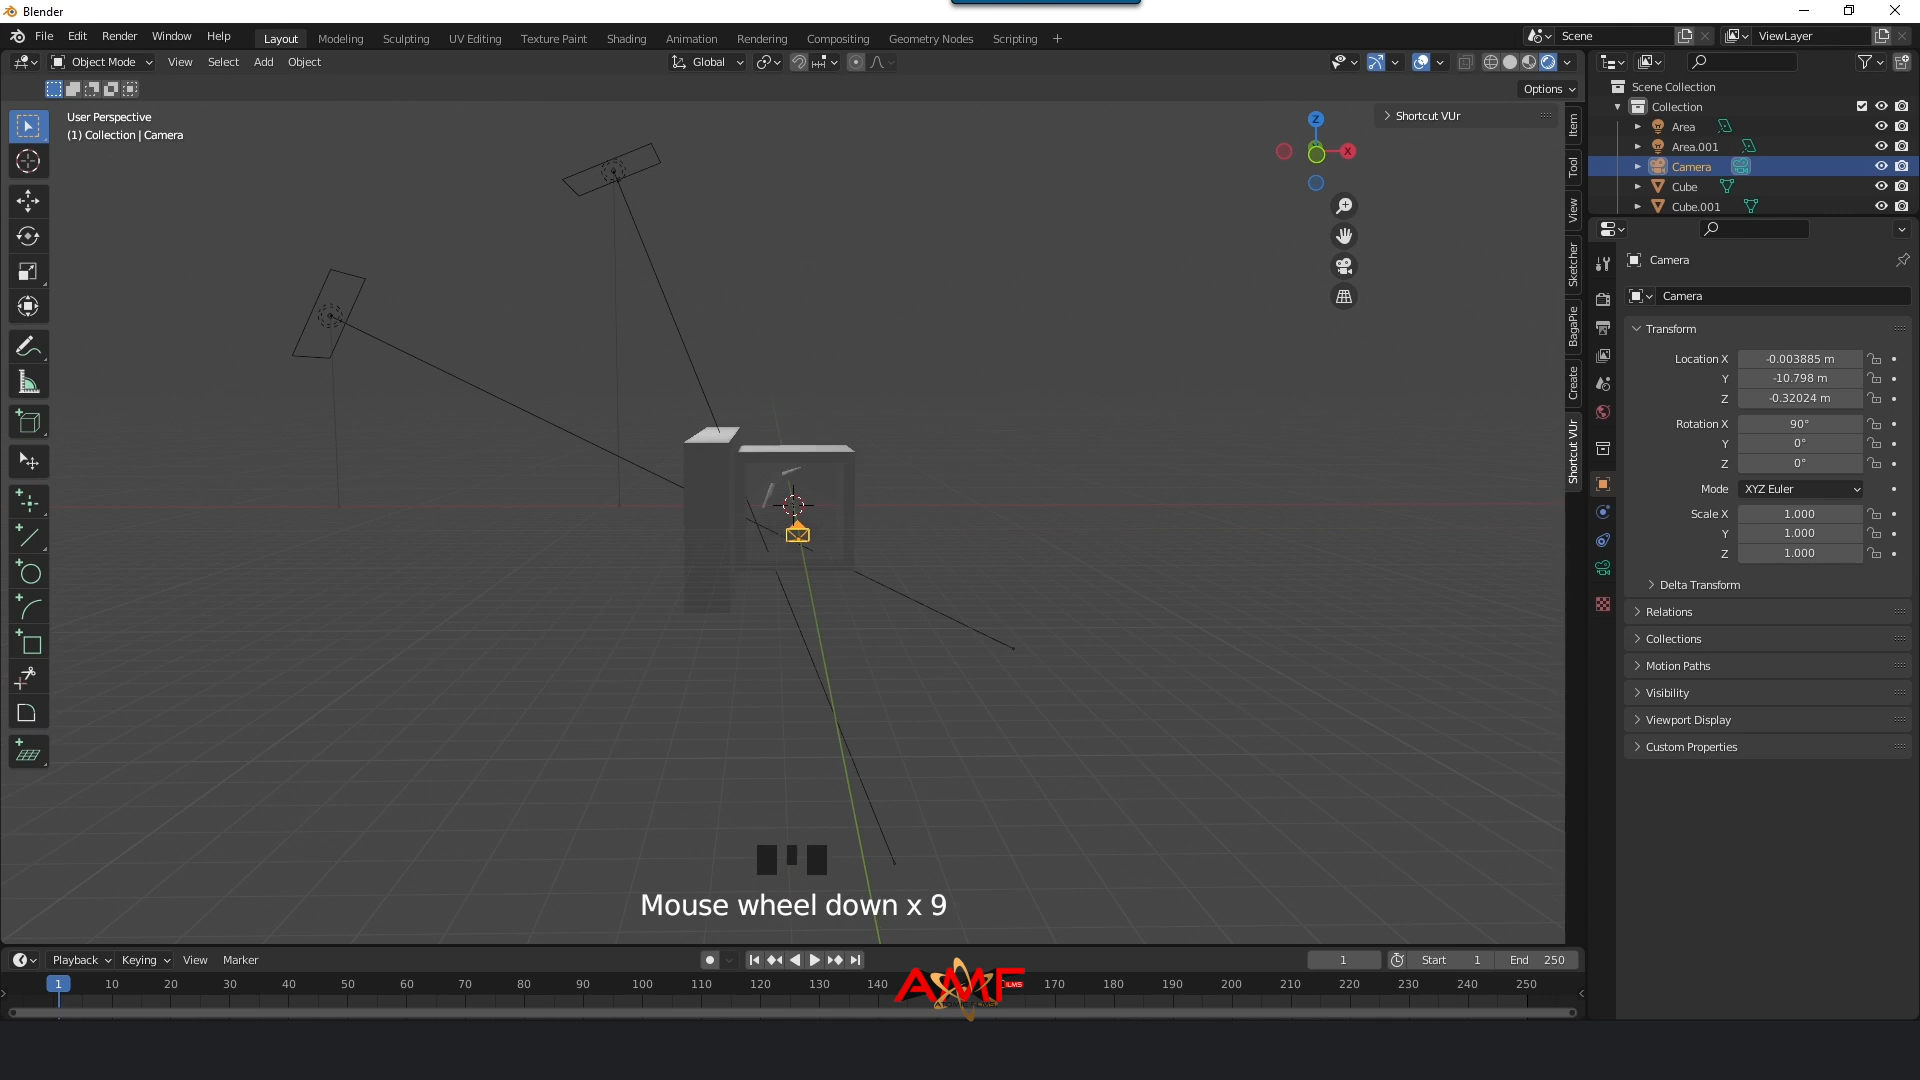 Blender
File Edit Render Window Help
Layout Modeling Sculpting UV Editing Texture Paint Shading Animation Rendering Compositing Geometry Nodes Scripting
Scene
ViewLayer
Object Mode View Select Add Object
Global
Options
User Perspective
(1) Collection | Camera
Shortcut VUr
Z
X
Item
Tool
View
Sketcher
BagaPie
Create
Shortcut VUr
Scene Collection
Collection
Area
Area.001
Camera
Cube
Cube.001
Camera
Camera
Transform
Location X -0.003885 m
Y -10.798 m
Z -0.32024 m
Rotation X 90°
Y 0°
Z 0°
Mode XYZ Euler
Scale X 1.000
Y 1.000
Z 1.000
Delta Transform
Relations
Collections
Motion Paths
Visibility
Viewport Display
Custom Properties
Mouse wheel down x 9
Playback Keying View Marker
1 Start 1 End 250
1 10 20 30 40 50 60 70 80 90 100 110 120 130 140 170 180 190 200 210 220 230 240 250
AMF